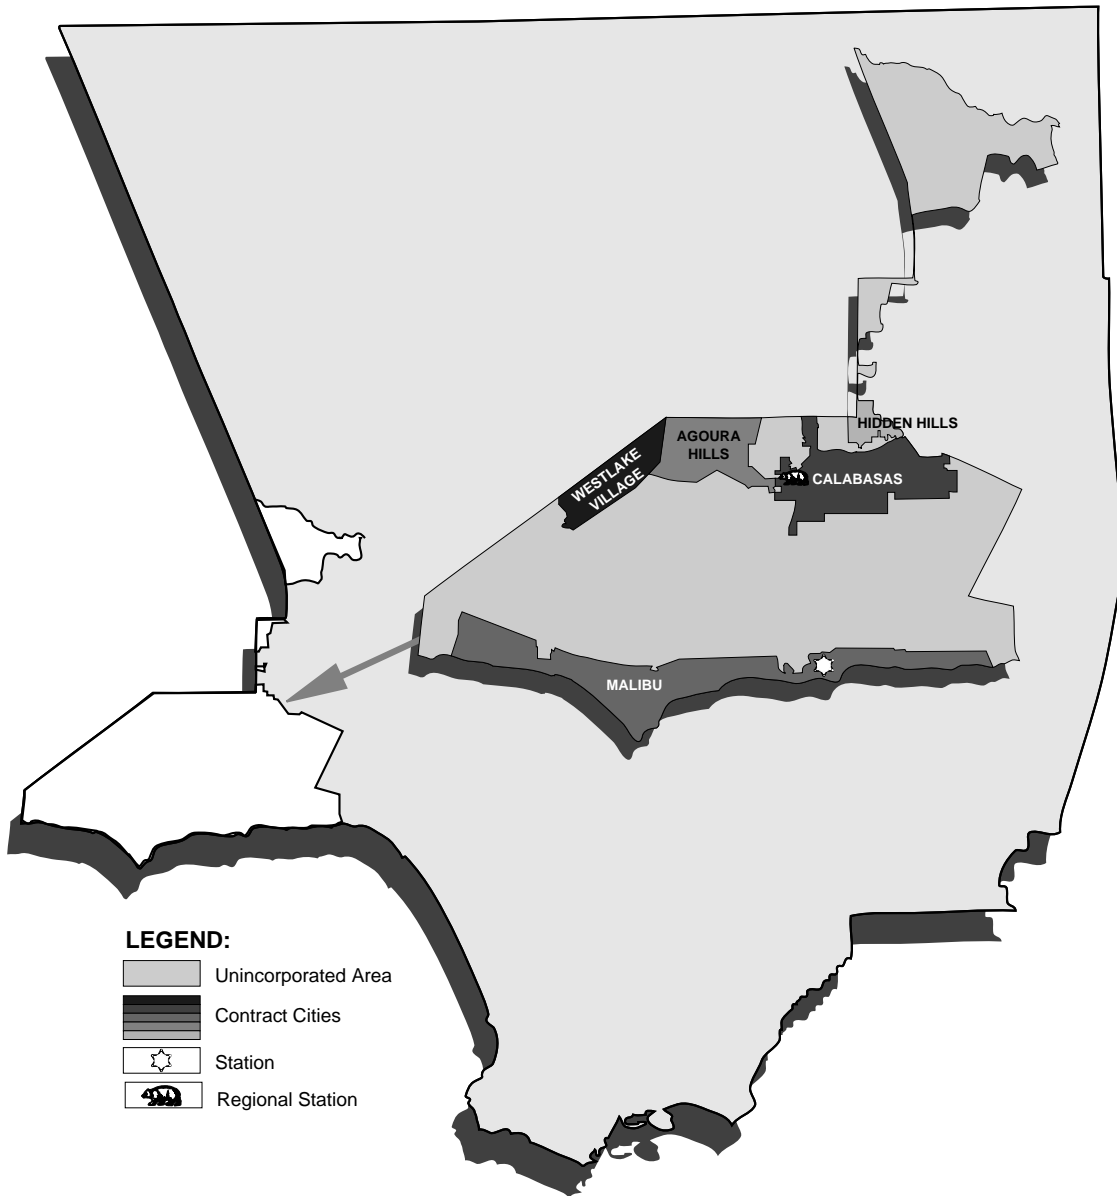 HIDDEN HILLS
AGOURA
HILLS
WESTLAKE
VILLAGE
CALABASAS
MALIBU
LEGEND:
Unincorporated Area
Contract Cities
Station
Regional Station